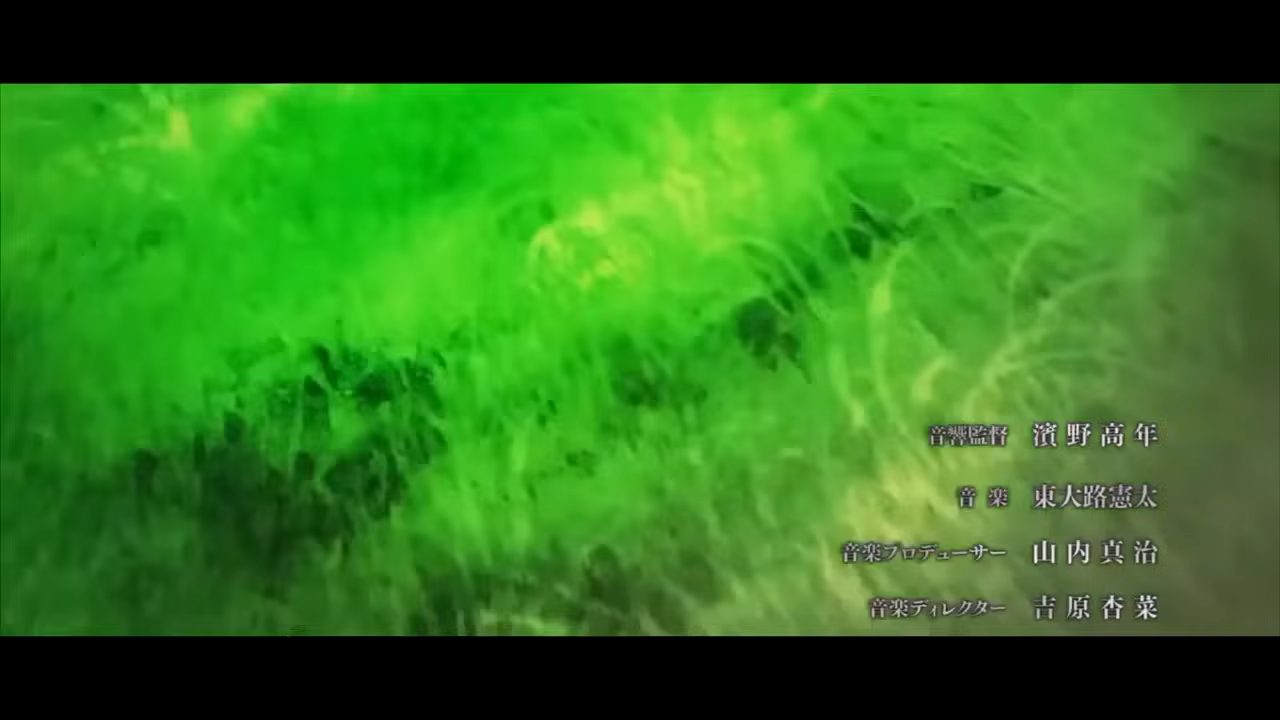 音響監督 濱野高年
音楽 東大路憲太
音楽プロデューサー 山内真治
音楽ディレクター 吉原杏菜